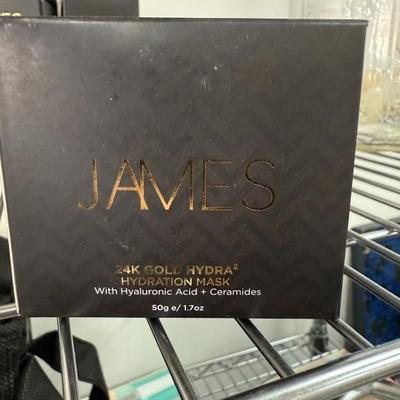 JAMES
24K GOLD HYDRA²
HYDRATION MASK
With Hyaluronic Acid + Ceramides
50g e/ 1.7oz